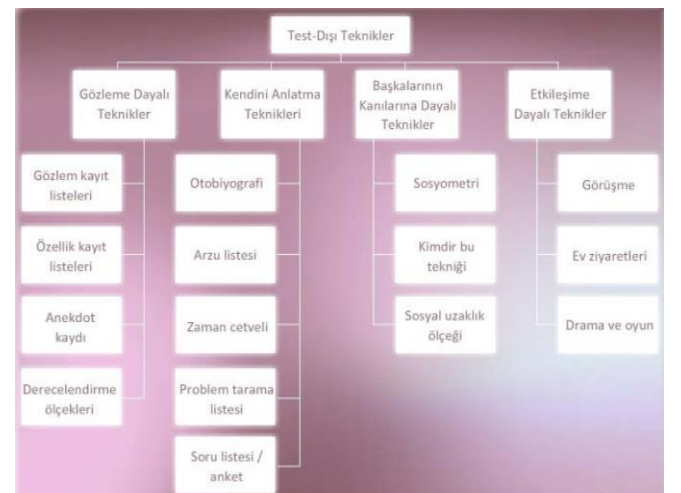 Test-Dışı Teknikler
Gözleme Dayalı
Teknikler
Kendini Anlatma
Teknikleri
Başkalarının
Kanılarına Dayalı
Teknikler
Etkileşime
Dayalı Teknikler
Gözlem kayıt
listeleri
Özellik kayıt
listeleri
Anekdot
kaydı
Derecelendirme
ölçekleri
Otobiyografi
Arzu listesi
Zaman cetveli
Problem tarama
listesi
Soru listesi /
anket
Sosyometri
Kimdir bu
tekniği
Sosyal uzaklık
ölçeği
Görüşme
Ev ziyaretleri
Drama ve oyun